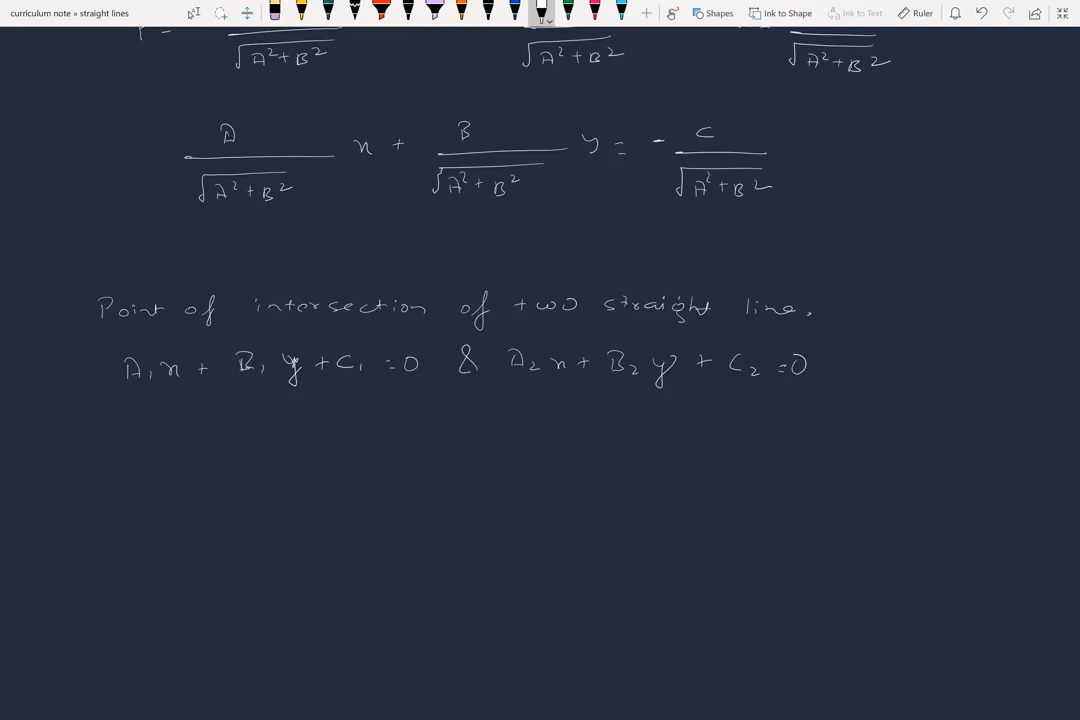 curriculum note » straight lines
Shapes Ink to Shape Ink to Text Ruler
√A²+B² √A²+B² √A²+B²
A/√A²+B² x + B/√A²+B² y = - C/√A²+B²
Point of intersection of two straight line.
A₁x + B₁y + C₁ = 0 & A₂x + B₂y + C₂ = 0